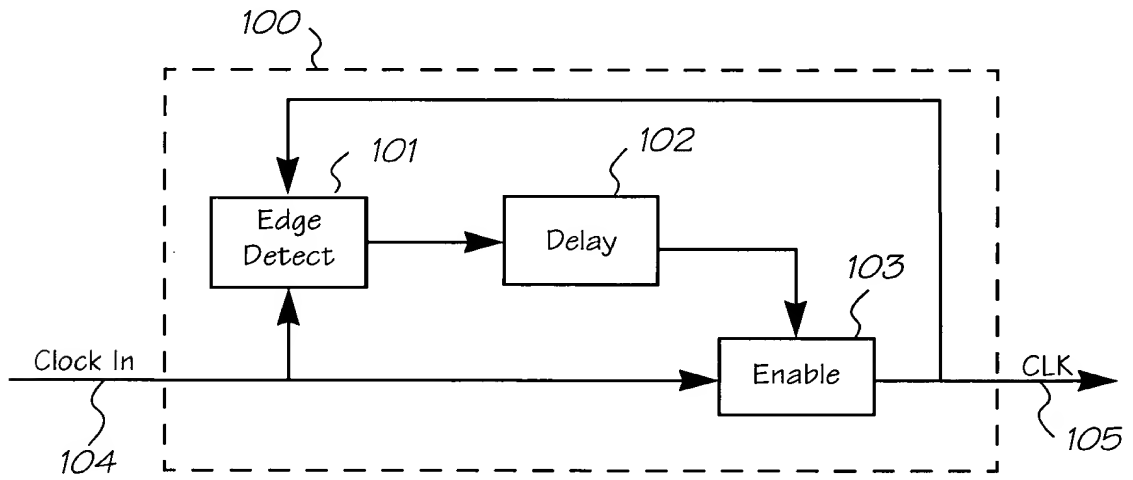 100
101
102
Edge
Detect
Delay
103
Clock In
Enable
CLK
104
105